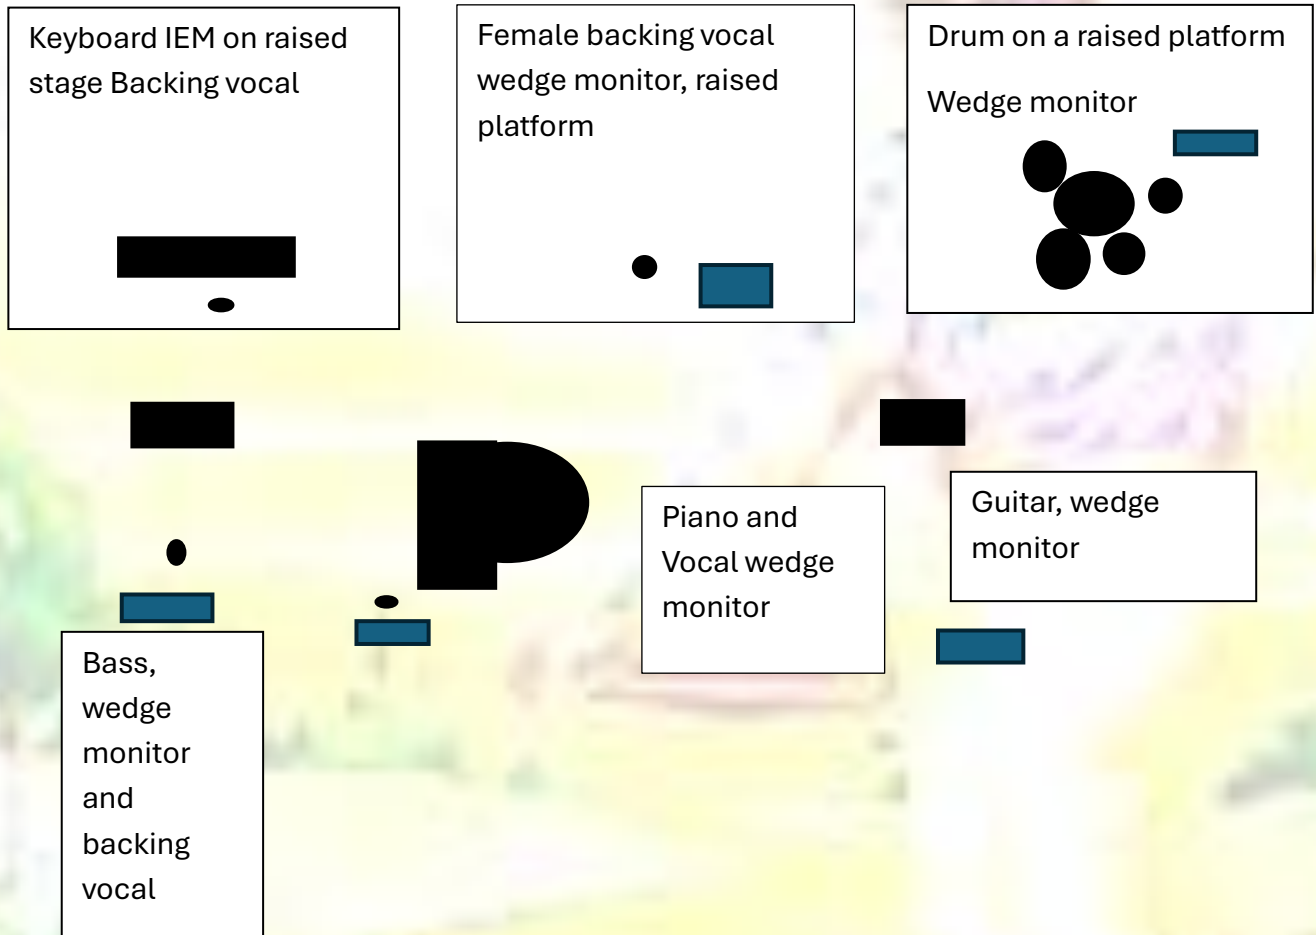 Keyboard IEM on raised
stage Backing vocal
Female backing vocal
wedge monitor, raised
platform
Drum on a raised platform
Wedge monitor
Piano and
Vocal wedge
monitor
Guitar, wedge
monitor
Bass,
wedge
monitor
and
backing
vocal